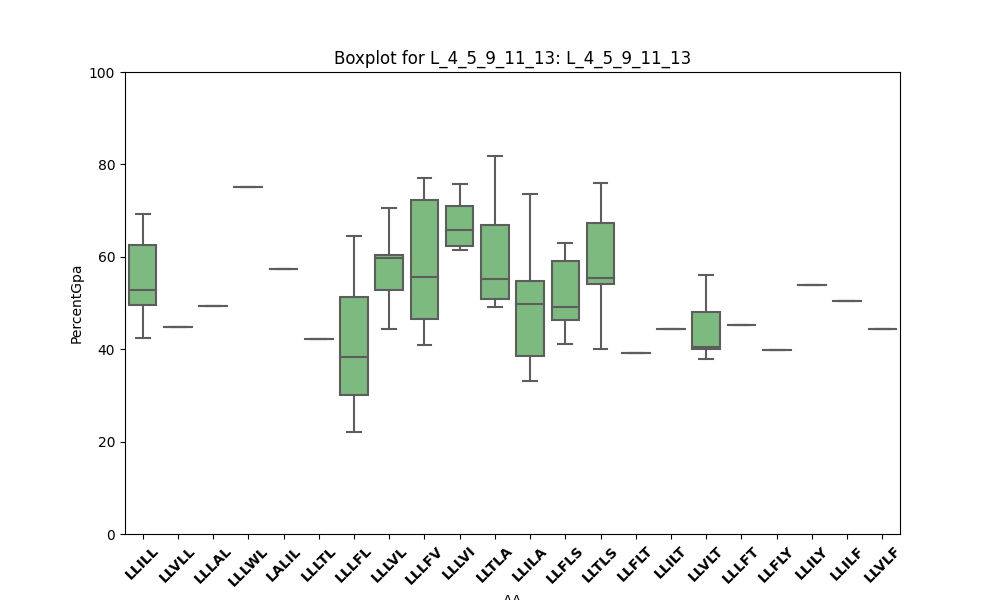 Boxplot for L_4_5_9_11_13: L_4_5_9_11_13
PercentGpa
100
80
60
40
20
0
LLILL
LLVLL
LLLAL
LLLWL
LALIL
LLLTL
LLLFL
LLLVL
LLLFV
LLLVI
LLTLA
LLILA
LLFLS
LLTLS
LLFLT
LLILT
LLVLT
LLLFT
LLFLY
LLILY
LLILF
LLVLF
AA